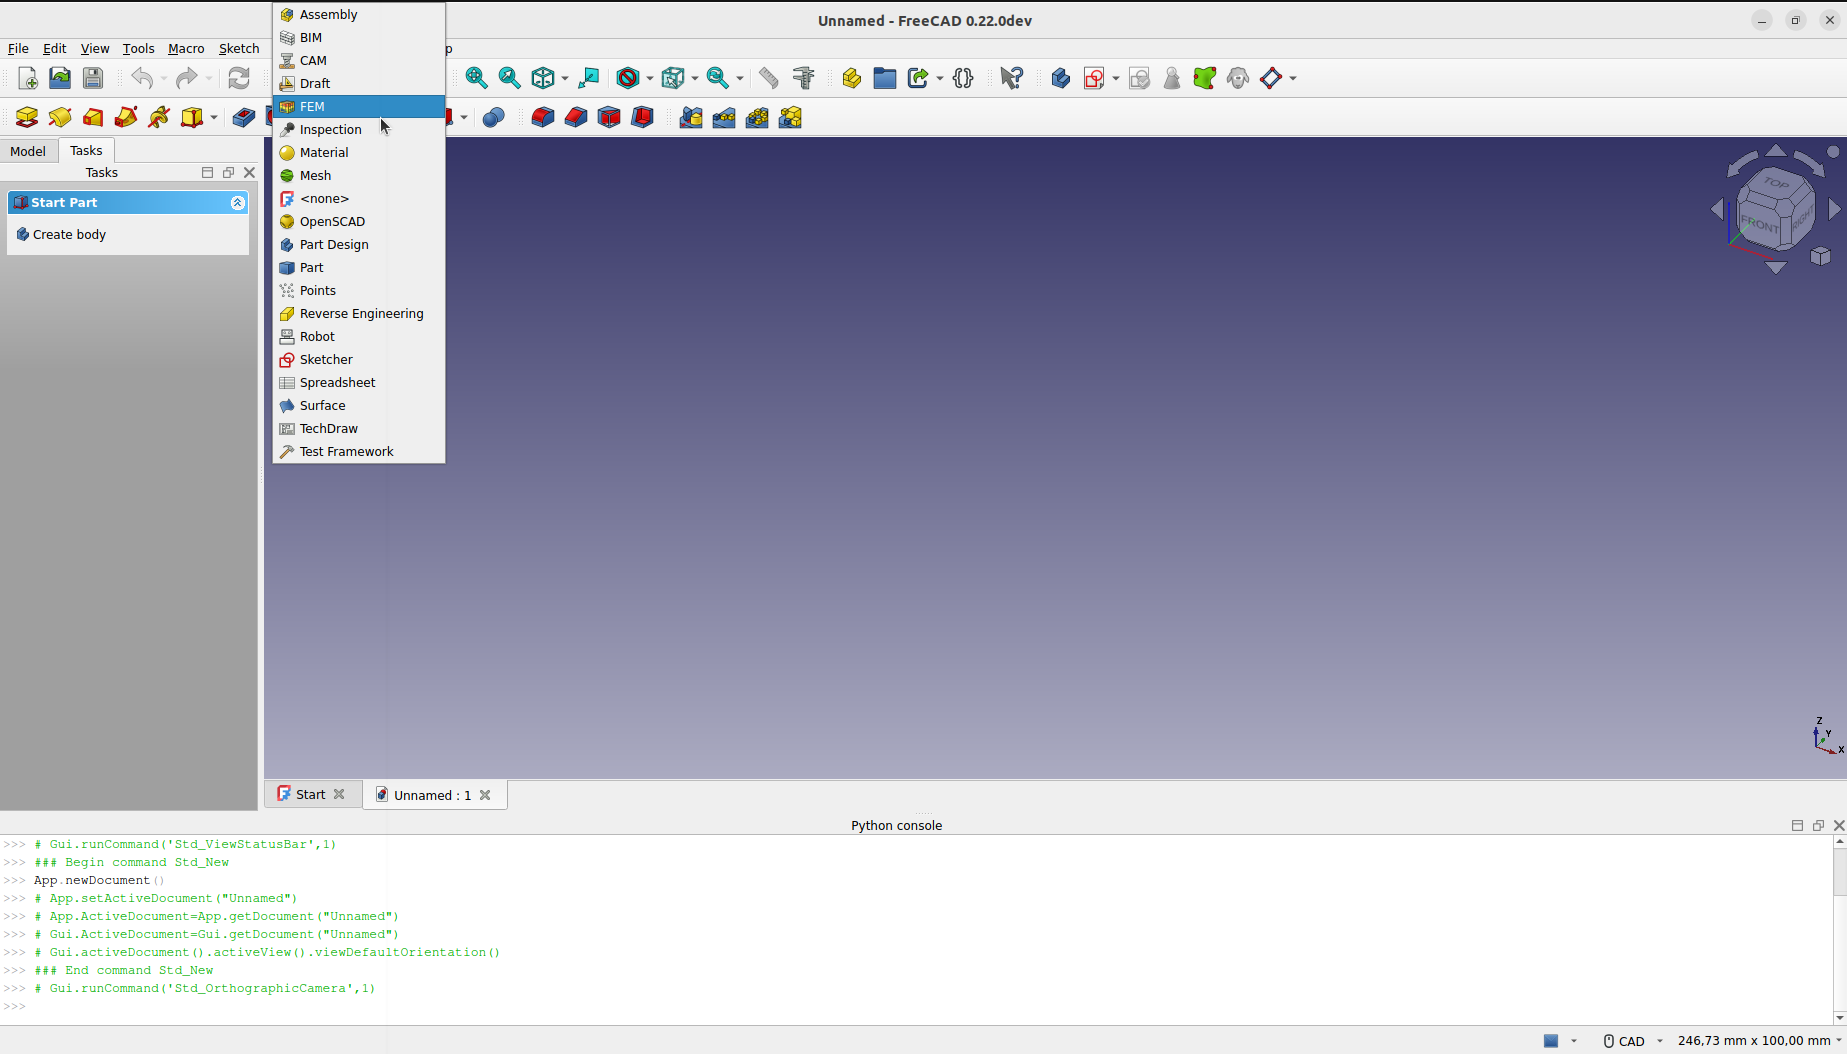 Unnamed - FreeCAD 0.22.0dev
File Edit View Tools Macro Sketch p
Assembly
BIM
CAM
Draft
FEM
Inspection
Material
Mesh
<none>
OpenSCAD
Part Design
Part
Points
Reverse Engineering
Robot
Sketcher
Spreadsheet
Surface
TechDraw
Test Framework
Model Tasks
Tasks
Start Part
Create body
TOP
FRONT
RIGHT
Z
Y
X
Start Unnamed : 1
Python console
>>> # Gui.runCommand('Std_ViewStatusBar',1)
>>> ### Begin command Std_New
>>> App.newDocument()
>>> # App.setActiveDocument("Unnamed")
>>> # App.ActiveDocument=App.getDocument("Unnamed")
>>> # Gui.ActiveDocument=Gui.getDocument("Unnamed")
>>> # Gui.activeDocument().activeView().viewDefaultOrientation()
>>> ### End command Std_New
>>> # Gui.runCommand('Std_OrthographicCamera',1)
>>>
CAD 246,73 mm x 100,00 mm